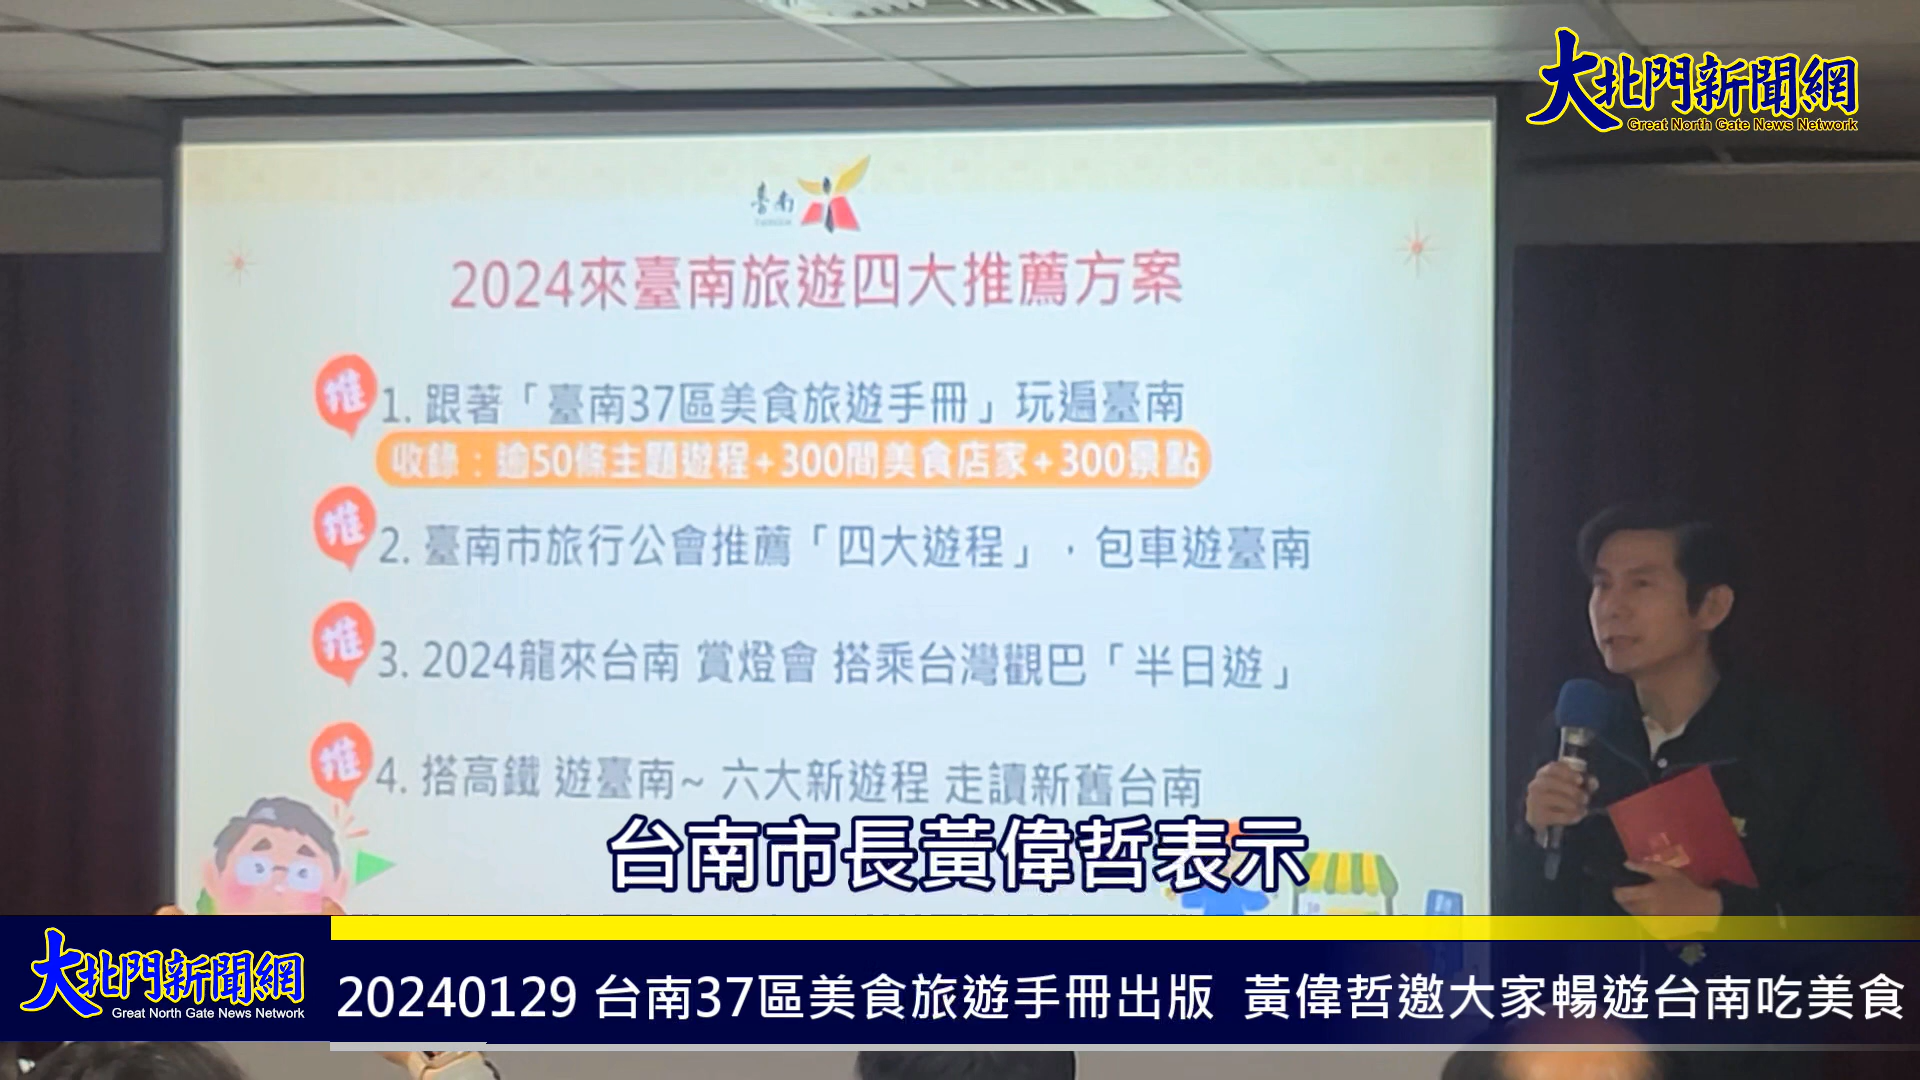 大北門新聞網
Great North Gate News Network
臺南
2024來臺南旅遊四大推薦方案
推 1. 跟著「臺南37區美食旅遊手冊」玩遍臺南
收錄：逾50條主題遊程+300間美食店家+300景點
推 2. 臺南市旅行公會推薦「四大遊程」，包車遊臺南
推 3. 2024龍來台南 賞燈會 搭乘台灣觀巴「半日遊」
推 4. 搭高鐵 遊臺南~ 六大新遊程 走讀新舊台南
台南市長黃偉哲表示
大北門新聞網
Great North Gate News Network
20240129 台南37區美食旅遊手冊出版 黃偉哲邀大家暢遊台南吃美食